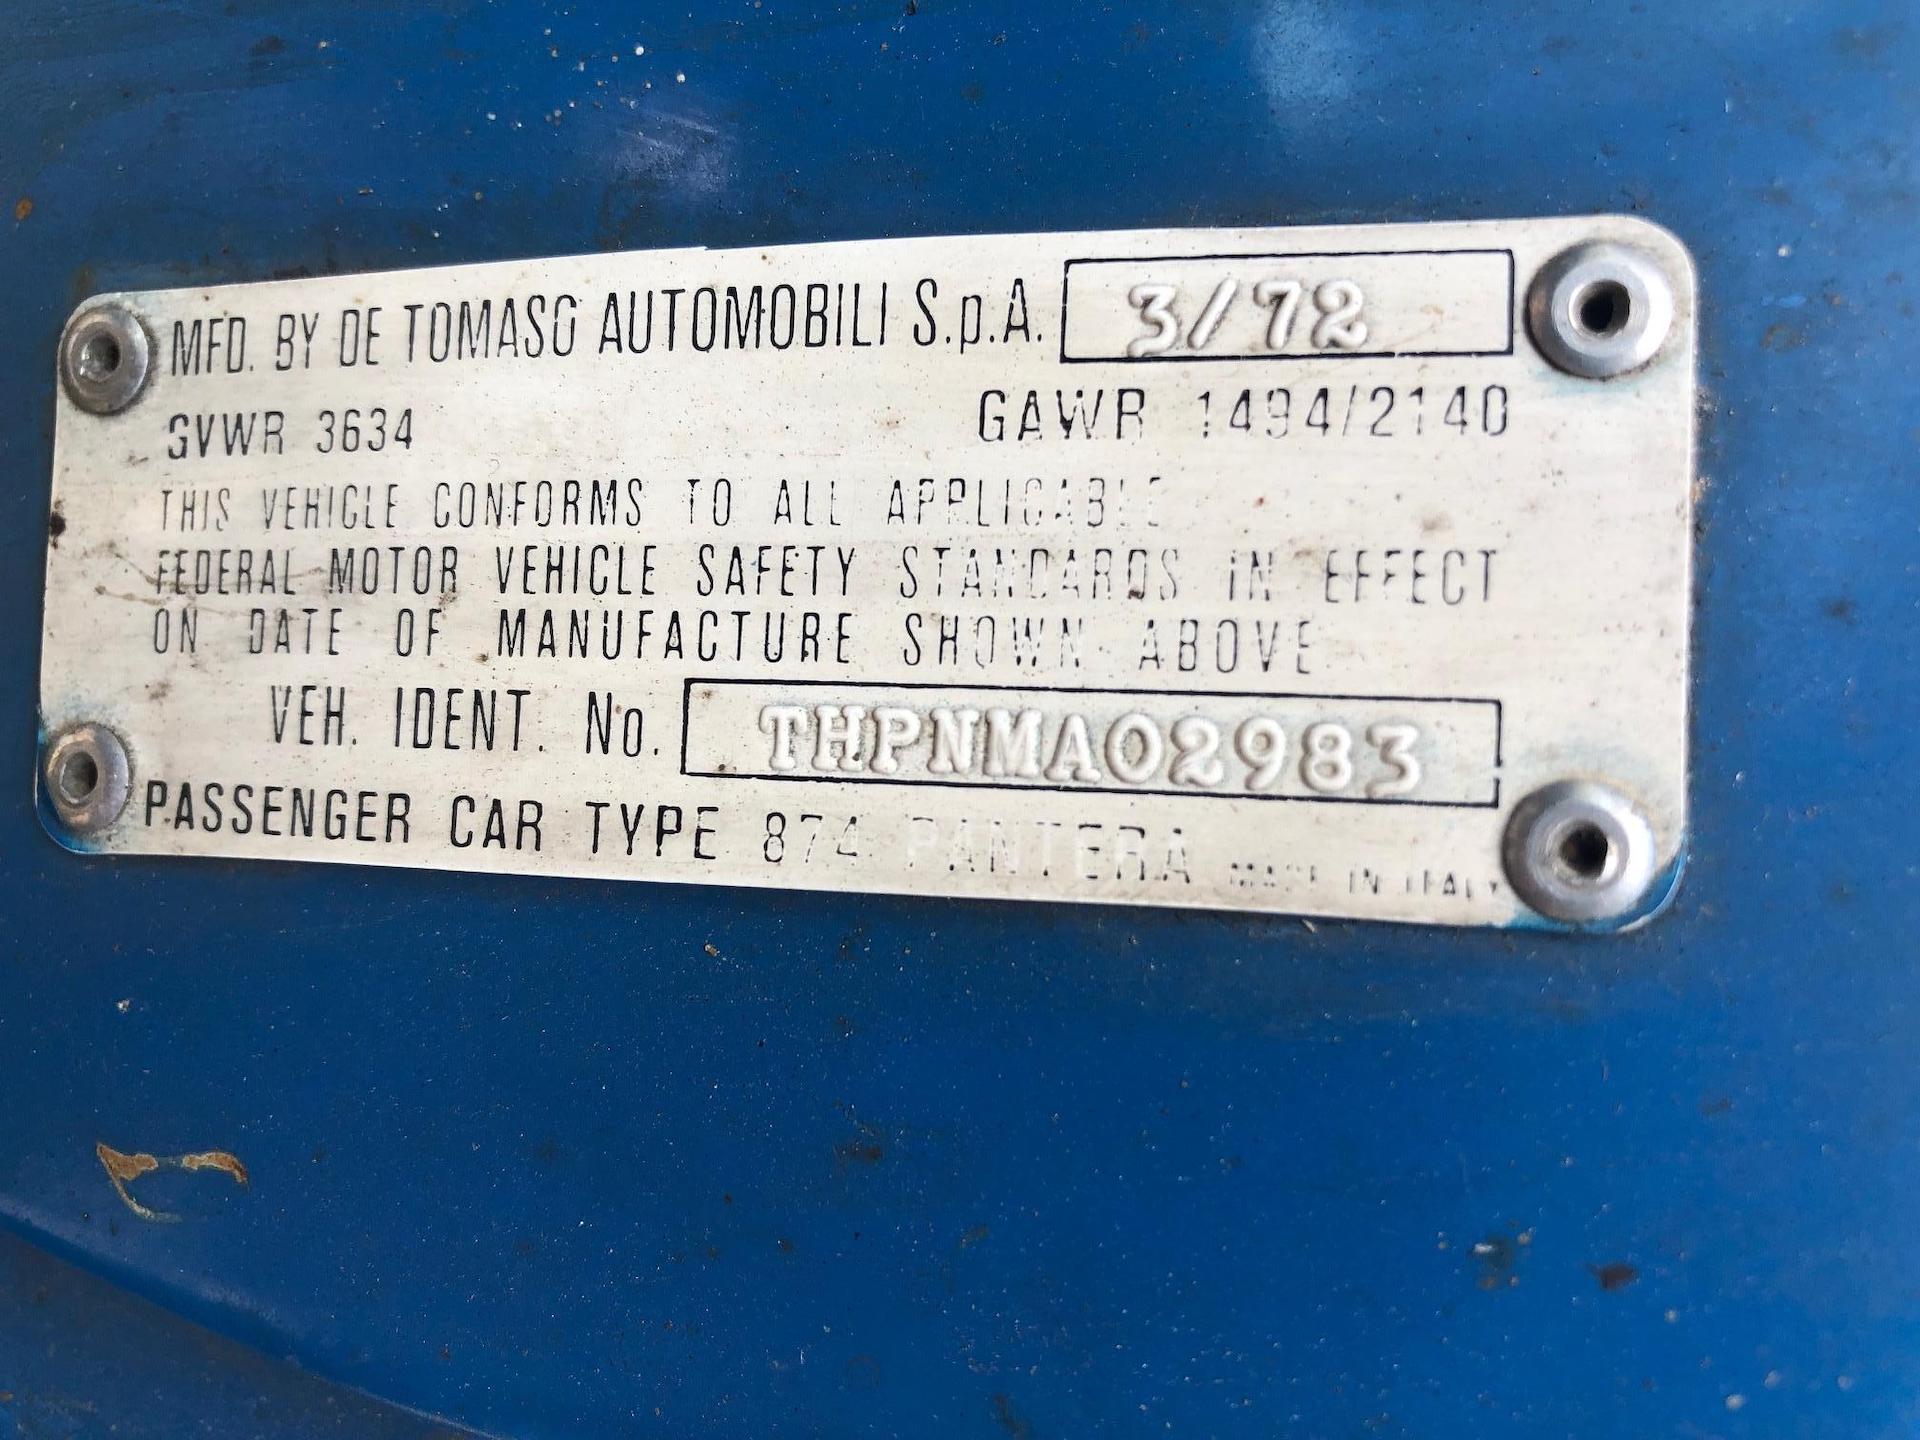 MFD. BY DE TOMASO AUTOMOBILI S.p.A. 3/72
GVWR 3634 GAWR 1494/2140
THIS VEHICLE CONFORMS TO ALL APPLICABLE
FEDERAL MOTOR VEHICLE SAFETY STANDARDS IN EFFECT
ON DATE OF MANUFACTURE SHOWN ABOVE
VEH. IDENT. No. THPNMA02983
PASSENGER CAR TYPE 874 PANTERA MADE IN ITALY